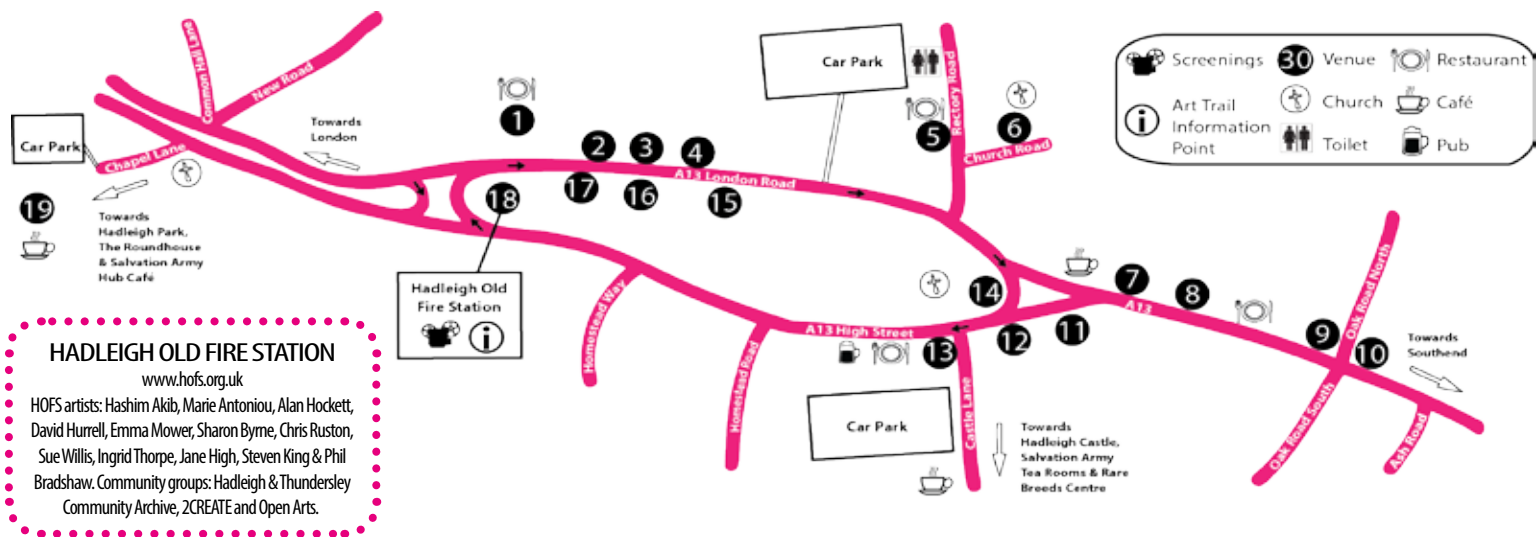 Common Hall Lane
New Road
Car Park
Chapel Lane
Towards
London
19
Towards
Hadleigh Park,
The Roundhouse
& Salvation Army
Hub Café
1
2
3
4
A13 London Road
18
17
16
15
Hadleigh Old
Fire Station
i
Car Park
Rectory Road
5
6
Church Road
Screenings
30
Venue
Restaurant
i
Art Trail
Information
Point
Church
Café
Toilet
Pub
14
7
A13
8
9
10
Oak Road North
Towards
Southend
Oak Road South
Ash Road
Homestead Way
Homestead Road
A13 High Street
13
12
11
Car Park
Castle Lane
Towards
Hadleigh Castle,
Salvation Army
Tea Rooms & Rare
Breeds Centre
HADLEIGH OLD FIRE STATION
www.hofs.org.uk
HOFS artists: Hashim Akib, Marie Antoniou, Alan Hockett,
David Hurrell, Emma Mower, Sharon Byrne, Chris Ruston,
Sue Willis, Ingrid Thorpe, Jane High, Steven King & Phil
Bradshaw. Community groups: Hadleigh & Thundersley
Community Archive, 2CREATE and Open Arts.